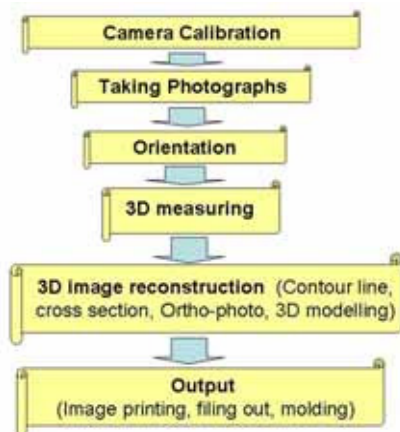 Camera Calibration
Taking Photographs
Orientation
3D measuring
3D image reconstruction (Contour line,
cross section, Ortho-photo, 3D modelling)
Output
(Image printing, filing out, molding)